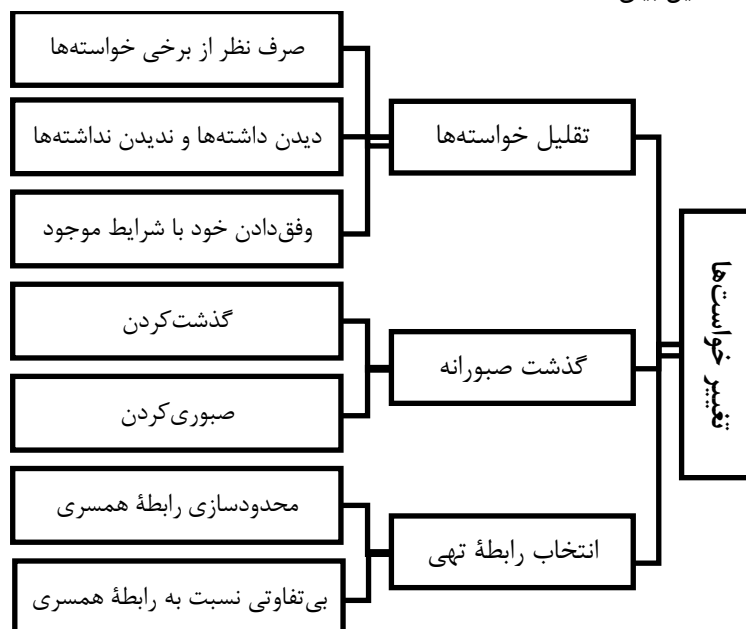 تغییر خواست‌ها
تقلیل خواسته‌ها
صرف نظر از برخی خواسته‌ها
دیدن داشته‌ها و ندیدن نداشته‌ها
وفق‌دادن خود با شرایط موجود
گذشت صبورانه
گذشت‌کردن
صبوری‌کردن
انتخاب رابطهٔ تهی
محدودسازی رابطهٔ همسری
بی‌تفاوتی نسبت به رابطهٔ همسری